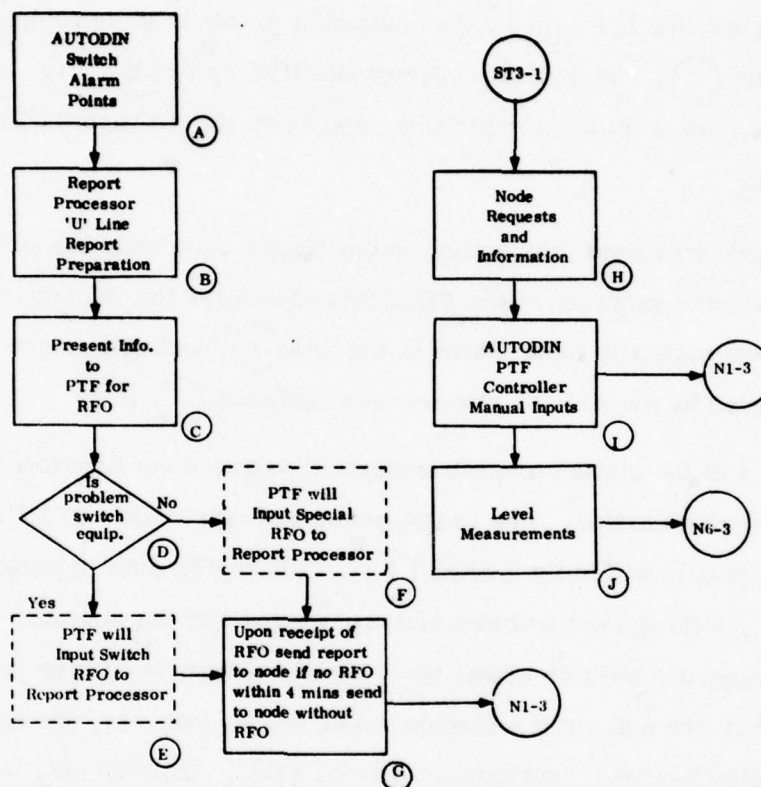 AUTODIN
Switch
Alarm
Points
A
Report
Processor
'U' Line
Report
Preparation
B
Present Info.
to
PTF for
RFO
C
Is
problem
switch
equip.
No
D
Yes
PTF will
Input Switch
RFO to
Report Processor
E
PTF will
Input Special
RFO to
Report Processor
F
Upon receipt of
RFO send report
to node if no RFO
within 4 mins send
to node without
RFO
G
N1-3
ST3-1
Node
Requests
and
Information
H
AUTODIN
PTF
Controller
Manual Inputs
I
N1-3
Level
Measurements
J
N6-3